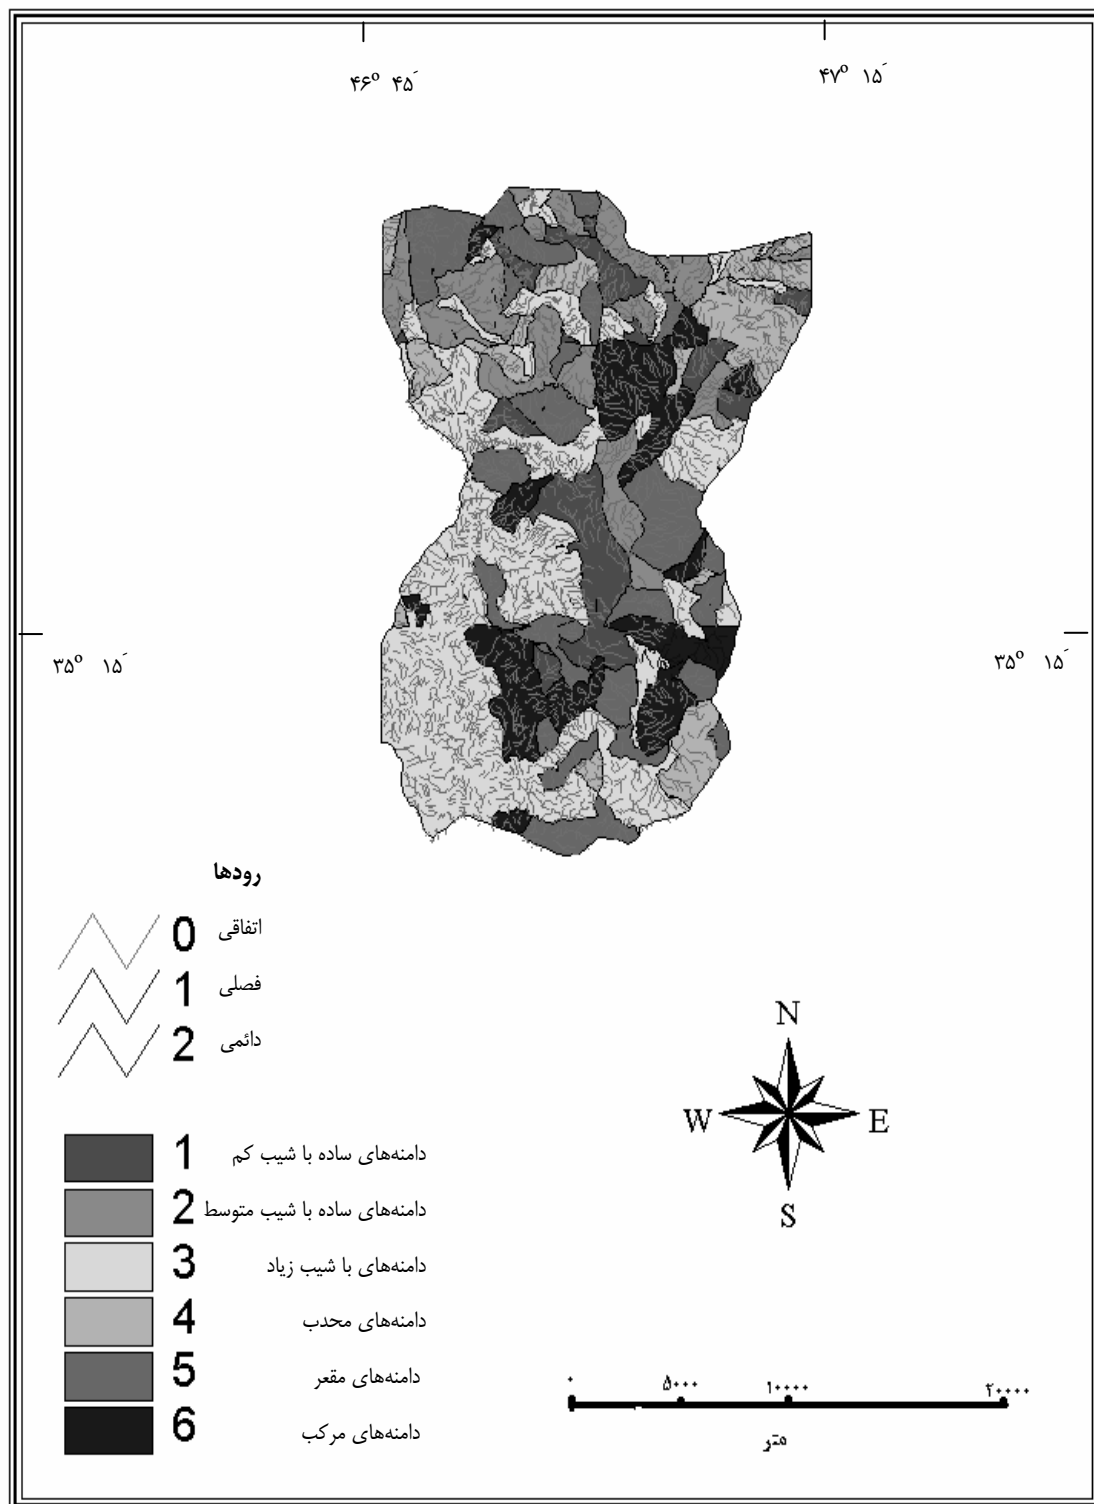 ۴۶° ۴۵´
۴۷° ۱۵´
۳۵° ۱۵´
۳۵° ۱۵´
رودها
0 اتفاقی
1 فصلی
2 دائمی
N
W E
S
1 دامنه‌های ساده با شیب کم
2 دامنه‌های ساده با شیب متوسط
3 دامنه‌های با شیب زیاد
4 دامنه‌های محدب
5 دامنه‌های مقعر
6 دامنه‌های مرکب
۰ ۵۰۰۰ ۱۰۰۰۰ ۲۰۰۰۰
متر